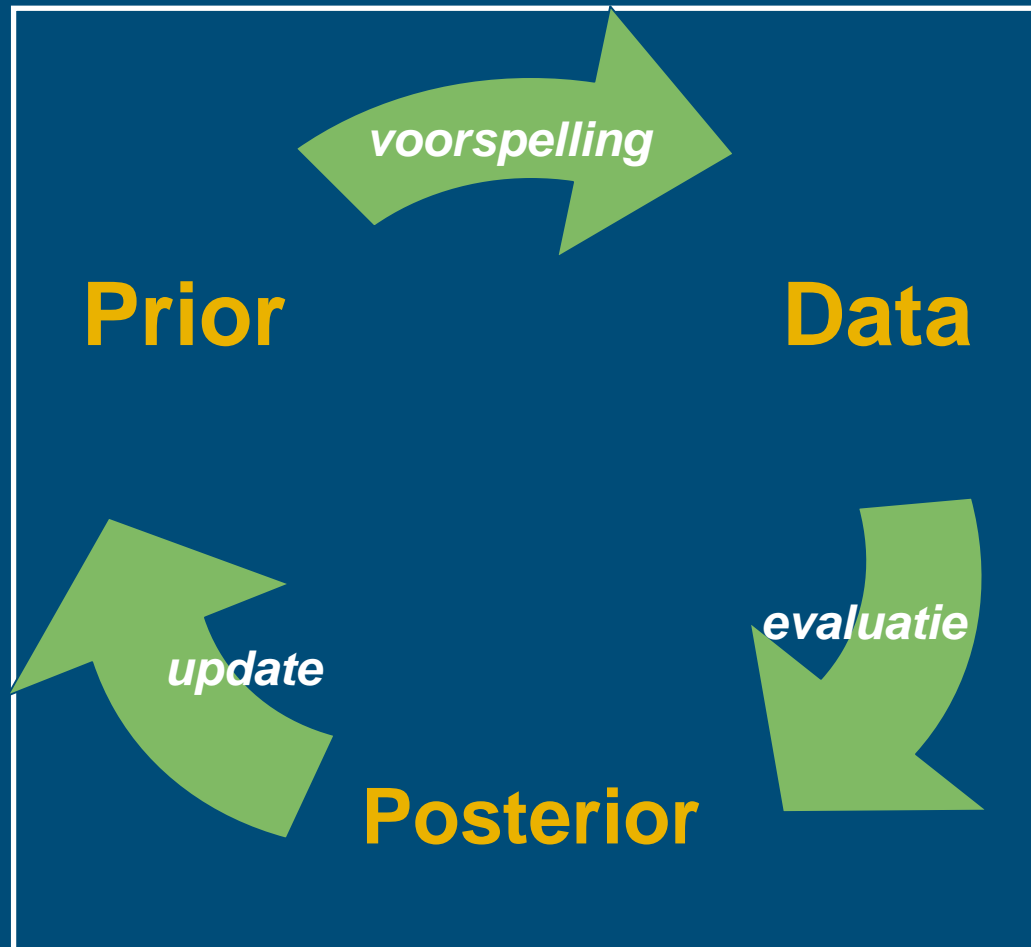 voorspelling
Prior
Data
evaluatie
update
Posterior